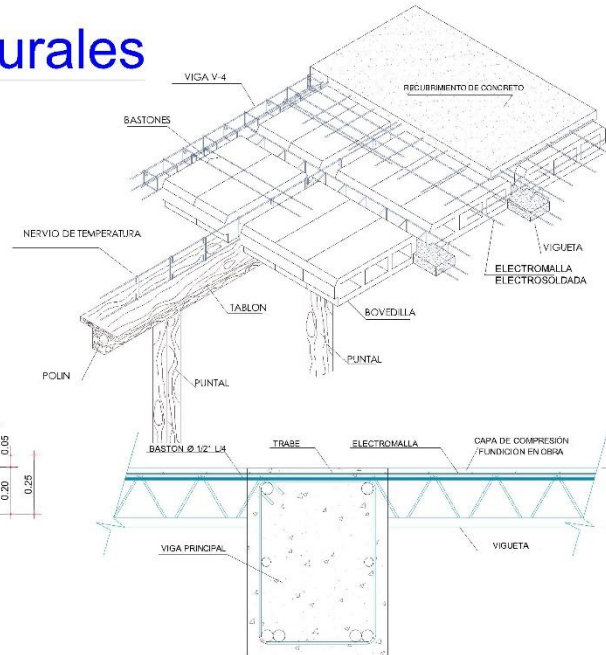 urales
VIGA V-4
RECUBRIMIENTO DE CONCRETO
BASTONES
NERVIO DE TEMPERATURA
VIGUETA
ELECTROMALLA
ELECTROSOLDADA
TABLON
BOVEDILLA
PUNTAL
POLIN
PUNTAL
0.05
0.20
0.25
BASTON Ø 1/2" L/4
TRABE
ELECTROMALLA
CAPA DE COMPRESIÓN
FUNDICIÓN EN OBRA
VIGA PRINCIPAL
VIGUETA